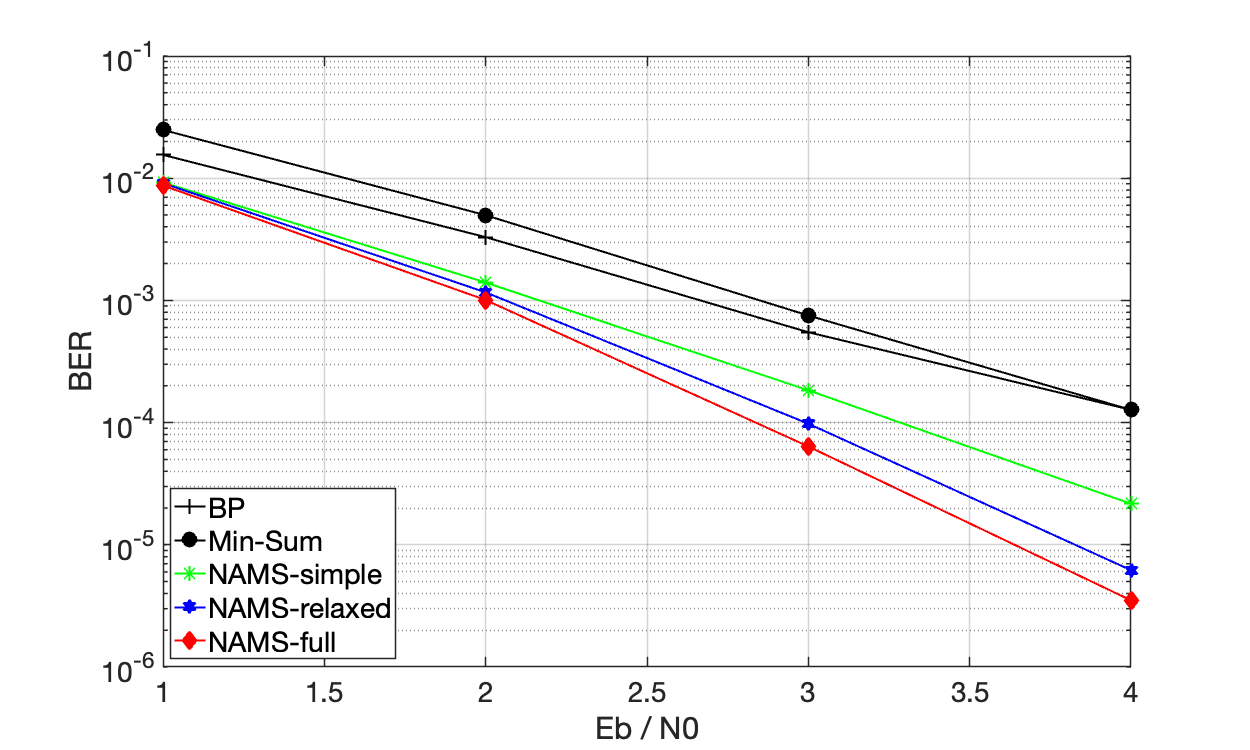 10^-1
10^-2
10^-3
10^-4
10^-5
10^-6
BER
BP
Min-Sum
NAMS-simple
NAMS-relaxed
NAMS-full
1 1.5 2 2.5 3 3.5 4
Eb / N0